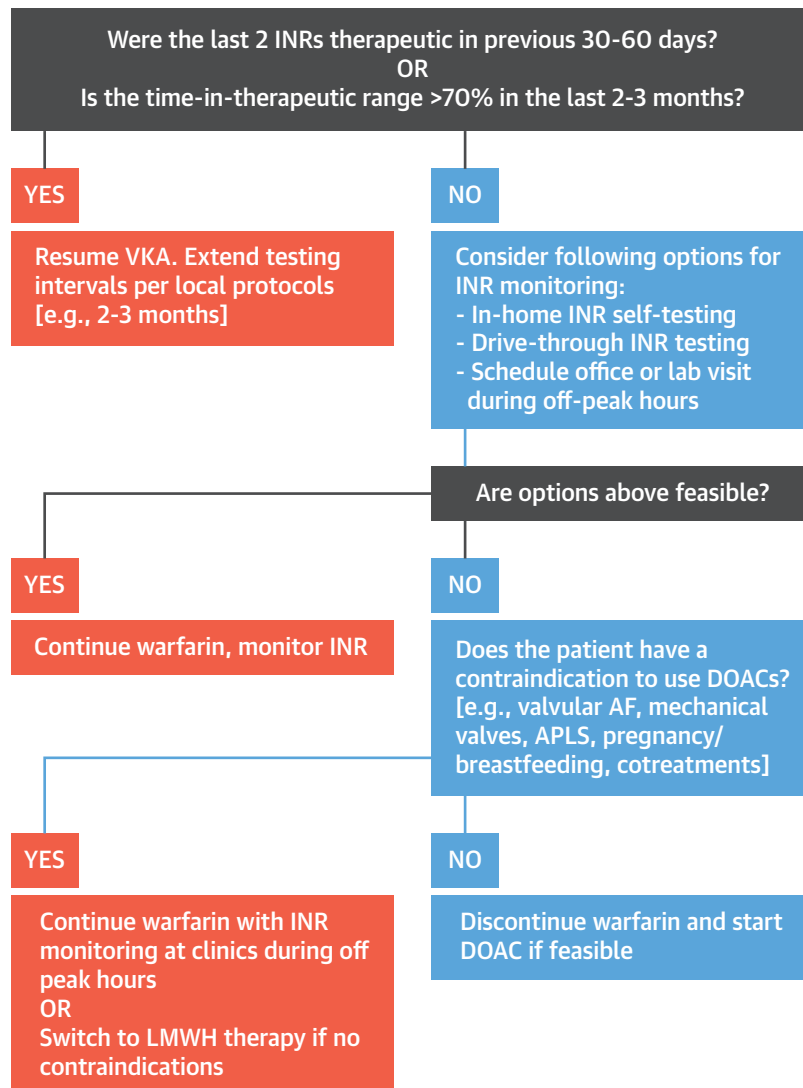 Were the last 2 INRs therapeutic in previous 30-60 days?
OR
Is the time-in-therapeutic range >70% in the last 2-3 months?
YES
NO
Resume VKA. Extend testing
intervals per local protocols
[e.g., 2-3 months]
Consider following options for
INR monitoring:
- In-home INR self-testing
- Drive-through INR testing
- Schedule office or lab visit
during off-peak hours
Are options above feasible?
YES
NO
Continue warfarin, monitor INR
Does the patient have a
contraindication to use DOACs?
[e.g., valvular AF, mechanical
valves, APLS, pregnancy/
breastfeeding, cotreatments]
YES
NO
Continue warfarin with INR
monitoring at clinics during off
peak hours
OR
Switch to LMWH therapy if no
contraindications
Discontinue warfarin and start
DOAC if feasible